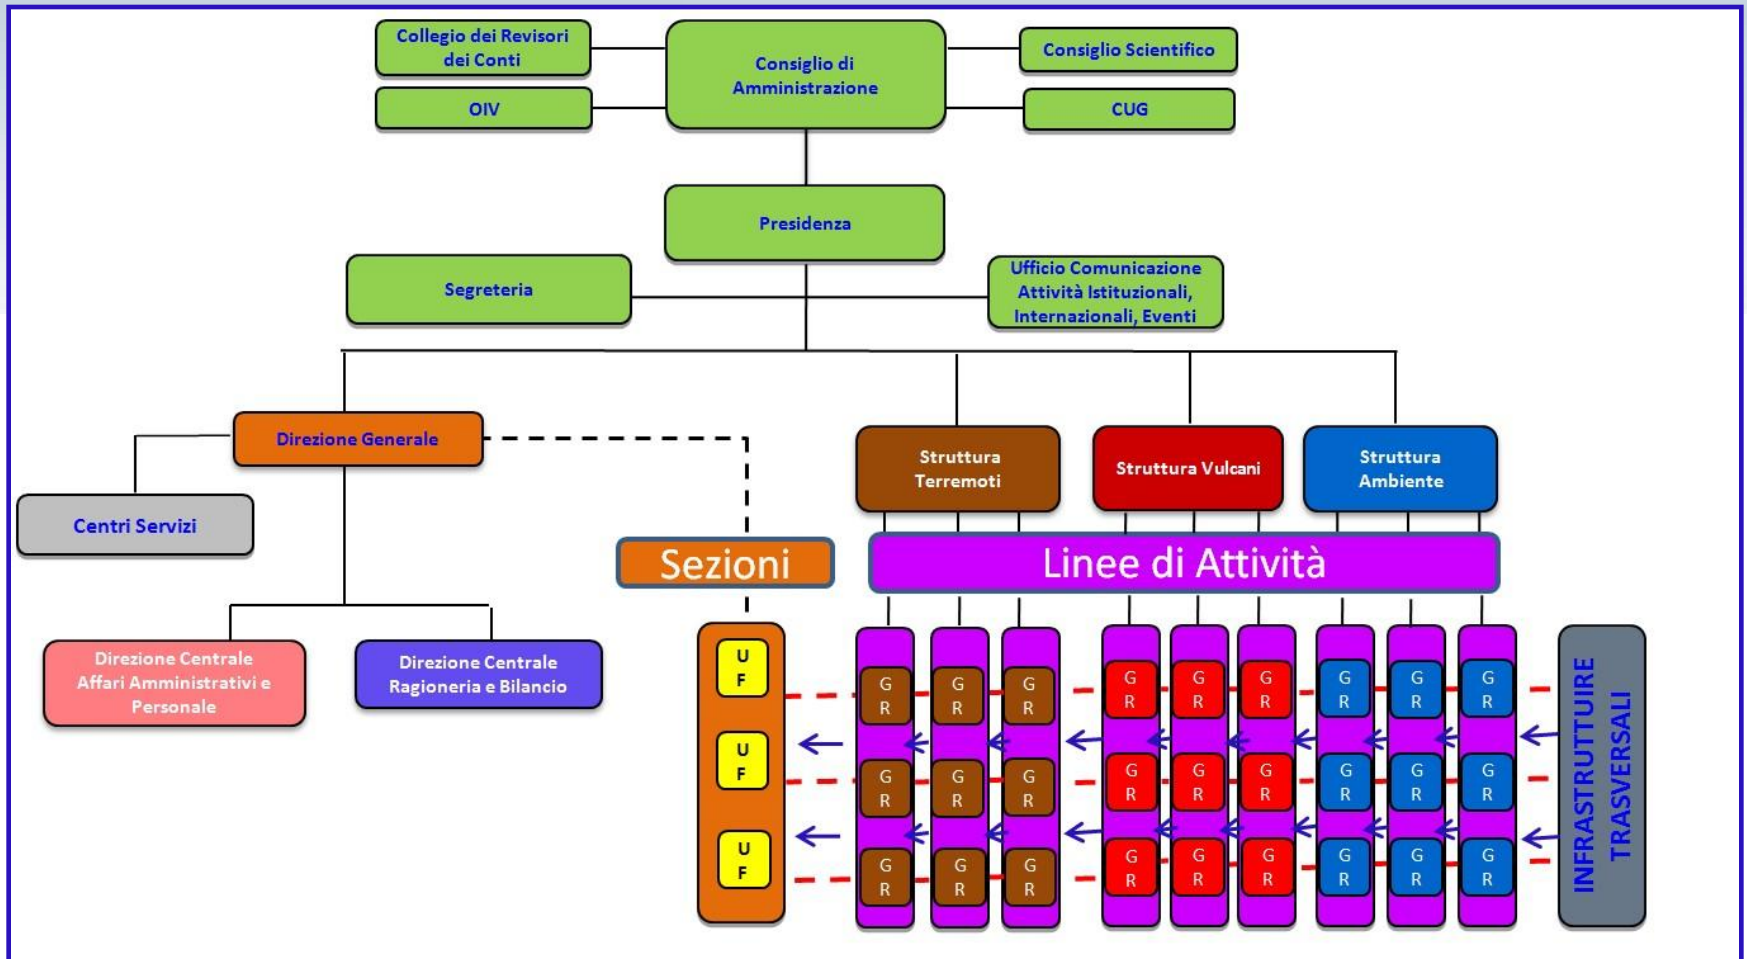 Collegio dei Revisori
dei Conti
Consiglio di
Amministrazione
Consiglio Scientifico
OIV
CUG
Presidenza
Segreteria
Ufficio Comunicazione
Attività Istituzionali,
Internazionali, Eventi
Direzione Generale
Struttura
Terremoti
Struttura Vulcani
Struttura
Ambiente
Centri Servizi
Sezioni
Linee di Attività
Direzione Centrale
Affari Amministrativi e
Personale
Direzione Centrale
Ragioneria e Bilancio
U
F
G
R
G
R
G
R
G
R
G
R
G
R
G
R
G
R
G
R
U
F
G
R
G
R
G
R
G
R
G
R
G
R
G
R
G
R
G
R
U
F
G
R
G
R
G
R
G
R
G
R
G
R
G
R
G
R
G
R
INFRASTRUTTUIRE
TRASVERSALI